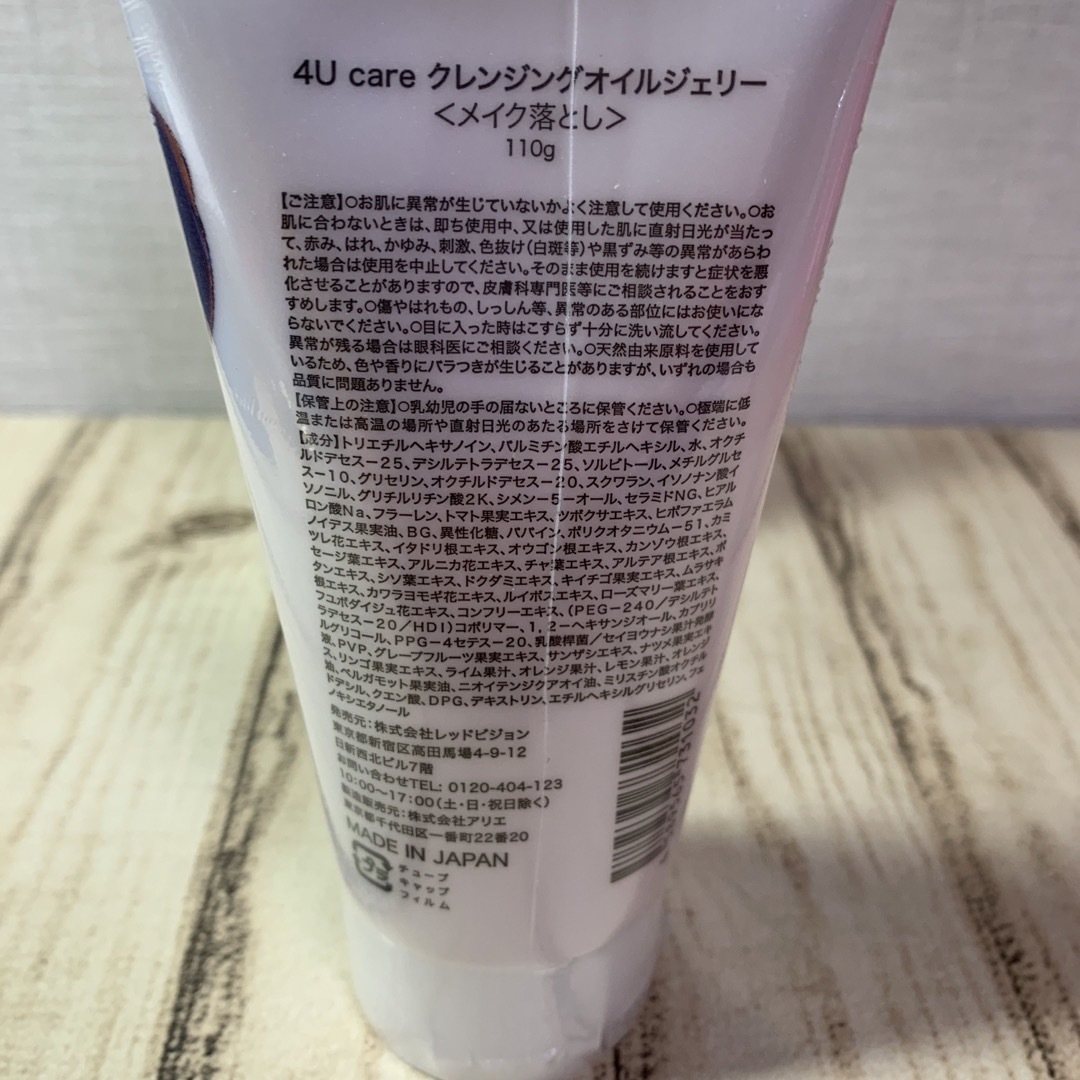 4U care クレンジングオイルジェリー
＜メイク落とし＞
110g
【ご注意】○お肌に異常が生じていないかよく注意して使用ください。○お
肌に合わないときは、即ち使用中、又は使用した肌に直射日光が当たっ
て、赤み、はれ、かゆみ、刺激、色抜け(白斑等)や黒ずみ等の異常があらわ
れた場合は使用を中止してください。そのまま使用を続けますと症状を悪
化させることがありますので、皮膚科専門医等にご相談されることをおす
すめします。○傷やはれもの、しっしん等、異常のある部位にはお使いにな
らないでください。○目に入った時はこすらず十分に洗い流してください。
異常が残る場合は眼科医にご相談ください。○天然由来原料を使用して
いるため、色や香りにバラつきが生じることがありますが、いずれの場合も
品質に問題ありません。
【保管上の注意】○乳幼児の手の届ないところに保管ください。○極端に低
温または高温の場所や直射日光のあたる場所をさけて保管ください。
【成分】トリエチルヘキサノイン、パルミチン酸エチルヘキシル、水、オクチ
ルドデセス−25、デシルテトラデセス−25、ソルビトール、メチルグルセ
ス−10、グリセリン、オクチルドデセス−20、スクワラン、イソノナン酸イ
ソノニル、グリチルリチン酸2K、シメン−5−オール、セラミドNG、ヒアル
ロン酸Na、フラーレン、トマト果実エキス、ツボクサエキス、ヒポファエラム
ノイデス果実油、BG、異性化糖、パパイン、ポリクオタニウム−51、カミ
ツレ花エキス、イタドリ根エキス、オウゴン根エキス、カンゾウ根エキス、
セージ葉エキス、アルニカ花エキス、チャ葉エキス、アルテア根エキス、ボ
タンエキス、シソ葉エキス、ドクダミエキス、キイチゴ果実エキス、ムラサキ
根エキス、カワラヨモギ花エキス、ルイボスエキス、ローズマリー葉エキス、
フユボダイジュ花エキス、コンフリーエキス、(PEG−240／デシルテト
ラデセス−20／HDI)コポリマー、1,2−ヘキサンジオール、カプリリ
ルグリコール、PPG−4セテス−20、乳酸桿菌／セイヨウナシ果汁発酵
液、PVP、グレープフルーツ果実エキス、サンザシエキス、ナツメ果実エキ
ス、リンゴ果実エキス、ライム果汁、オレンジ果汁、レモン果汁、オレンジ
油、ベルガモット果実油、ニオイテンジクアオイ油、ミリスチン酸オクチル
ドデシル、クエン酸、DPG、デキストリン、エチルヘキシルグリセリン、フェ
ノキシエタノール
発売元：株式会社レッドビジョン
東京都新宿区高田馬場4-9-12
日新西北ビル7階
お問い合わせTEL: 0120-404-123
10:00〜17:00(土・日・祝日除く)
製造販売元：株式会社アリエ
東京都千代田区一番町22番20
MADE IN JAPAN
プラ
チューブ
キャップ
フィルム